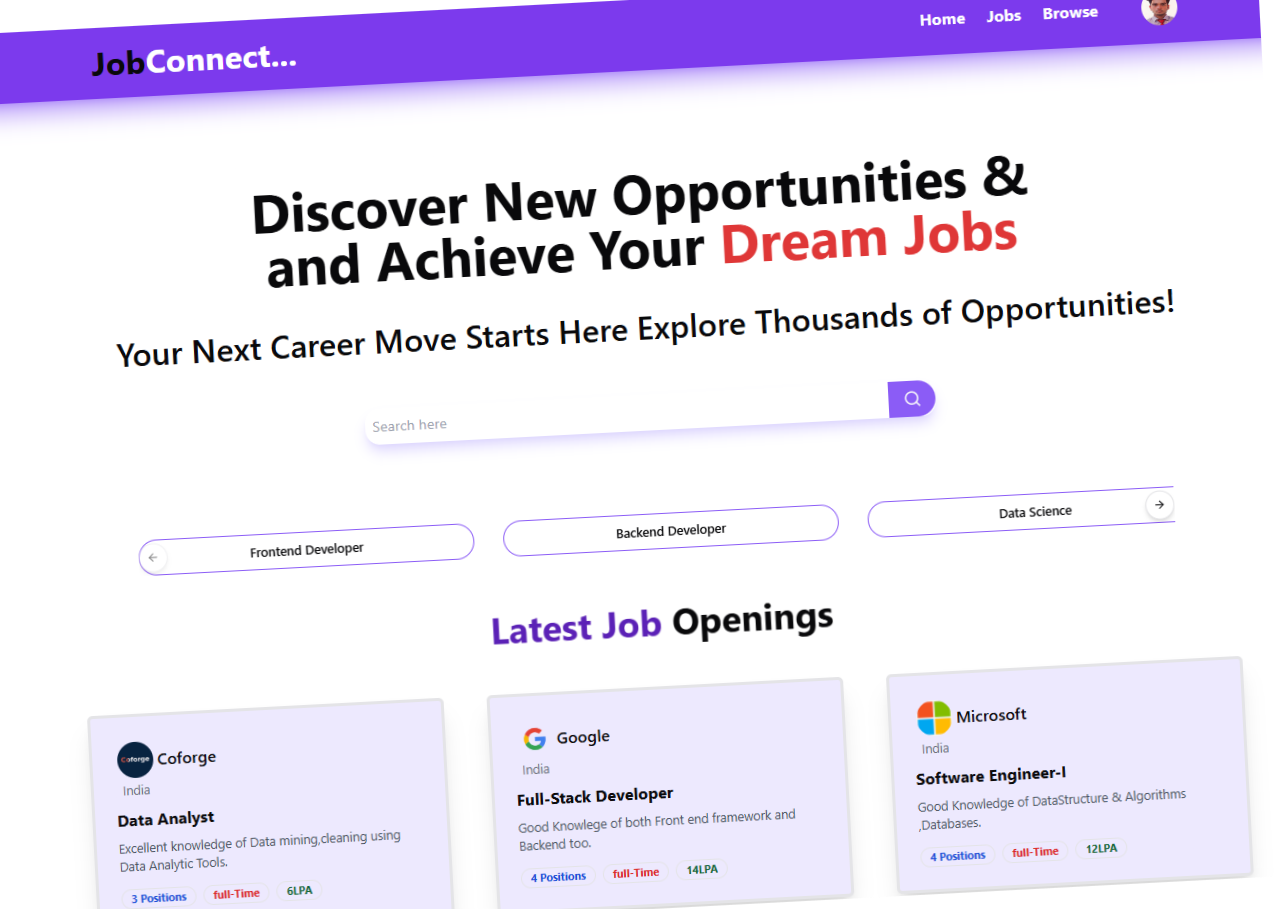 JobConnect...
Home Jobs Browse
Discover New Opportunities &
and Achieve Your Dream Jobs
Your Next Career Move Starts Here Explore Thousands of Opportunities!
Search here
Frontend Developer
Backend Developer
Data Science
Latest Job Openings
Coforge
Coforge
India
Data Analyst
Excellent knowledge of Data mining,cleaning using
Data Analytic Tools.
3 Positions full-Time 6LPA
Google
India
Full-Stack Developer
Good Knowlege of both Front end framework and
Backend too.
4 Positions full-Time 14LPA
Microsoft
India
Software Engineer-I
Good Knowledge of DataStructure & Algorithms
,Databases.
4 Positions full-Time 12LPA